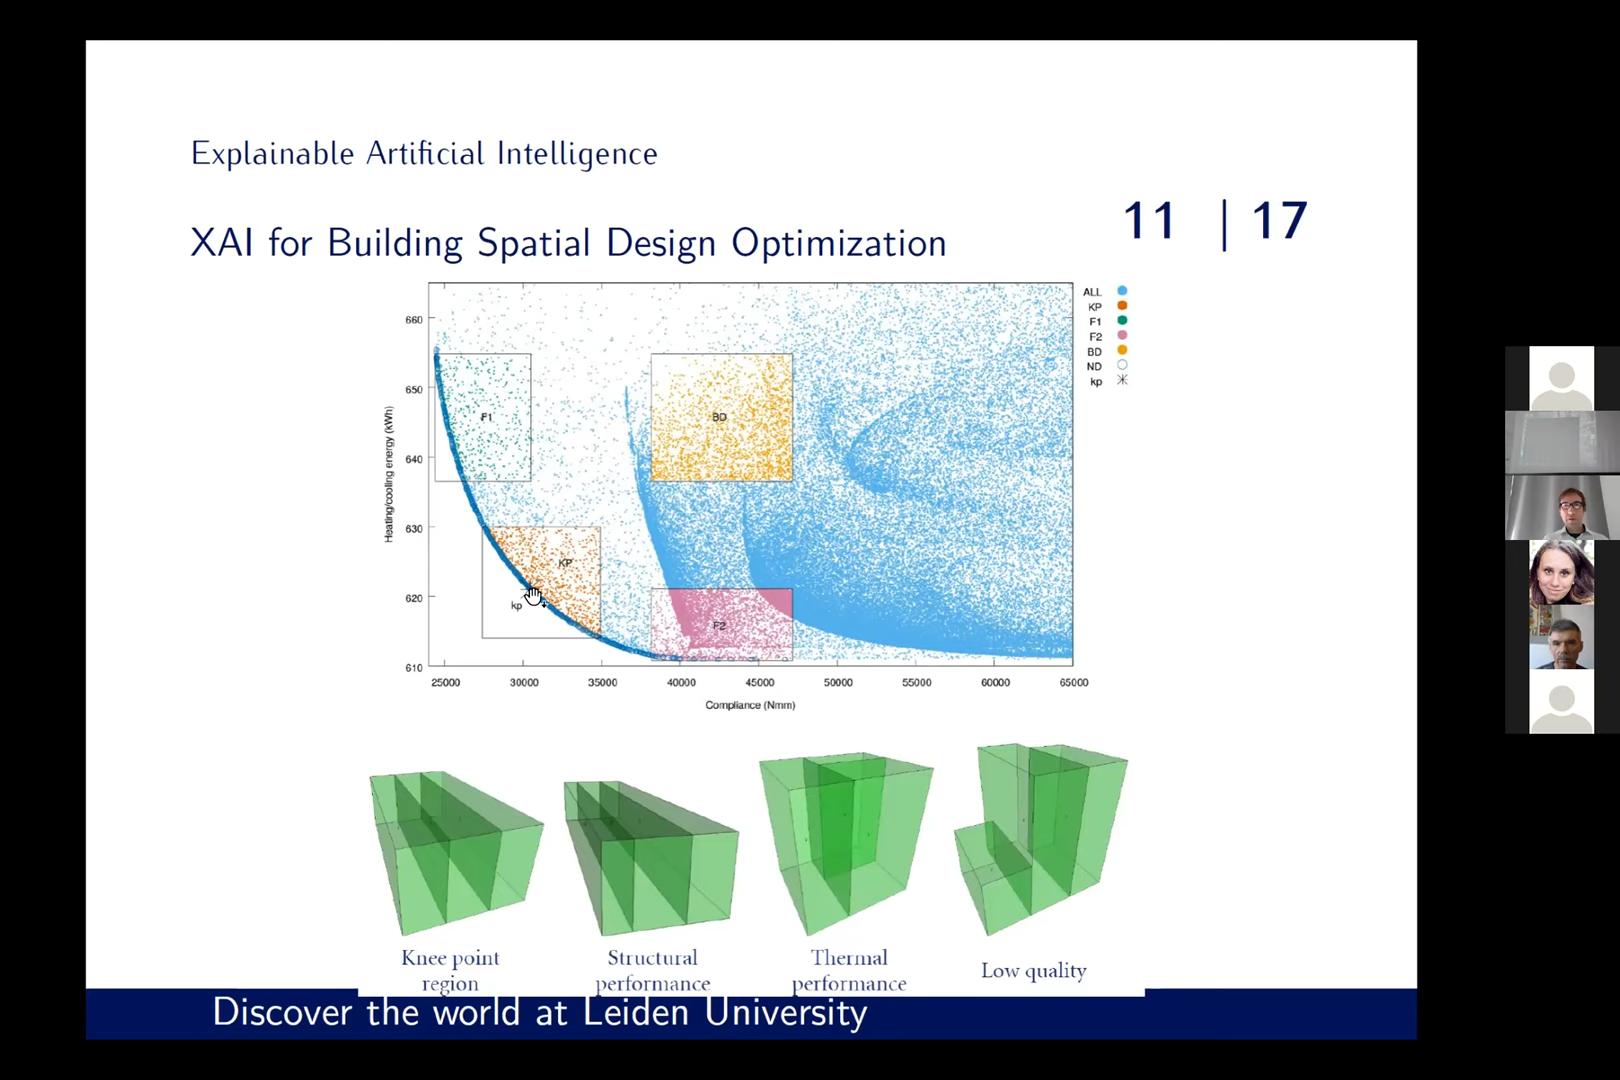 Explainable Artificial Intelligence
XAI for Building Spatial Design Optimization
11 | 17
ALL
KP
F1
F2
BD
ND
kp
660
650
640
630
620
610
Heating/cooling energy (kWh)
F1
BD
KP
kp
F2
25000 30000 35000 40000 45000 50000 55000 60000 65000
Compliance (Nmm)
Knee point
region
Structural
performance
Thermal
performance
Low quality
Discover the world at Leiden University